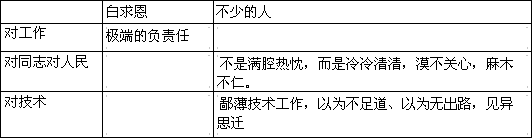 白求恩 不少的人
对工作 极端的负责任
对同志对人民 不是满腔热忱，而是冷冷清清，漠不关心，麻木
不仁。
对技术 鄙薄技术工作，以为不足道、以为无出路，见异
思迁